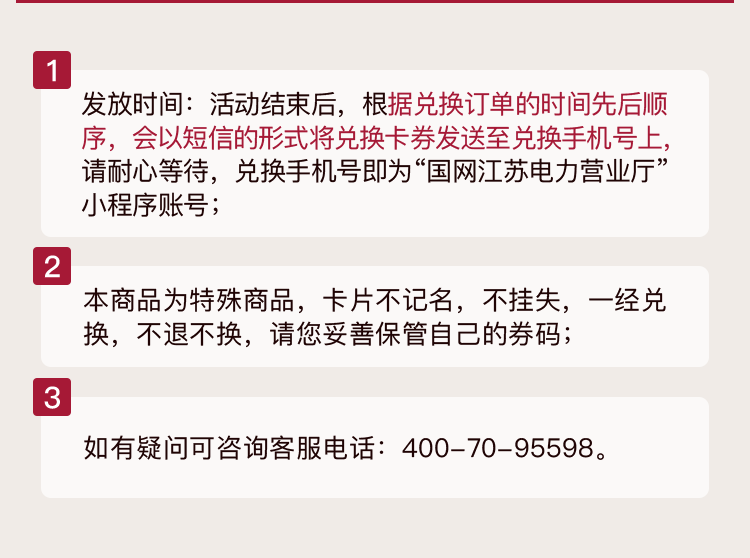 1
发放时间：活动结束后，根据兑换订单的时间先后顺
序，会以短信的形式将兑换卡券发送至兑换手机号上，
请耐心等待，兑换手机号即为“国网江苏电力营业厅”
小程序账号；
2
本商品为特殊商品，卡片不记名，不挂失，一经兑
换，不退不换，请您妥善保管自己的券码；
3
如有疑问可咨询客服电话：400-70-95598。